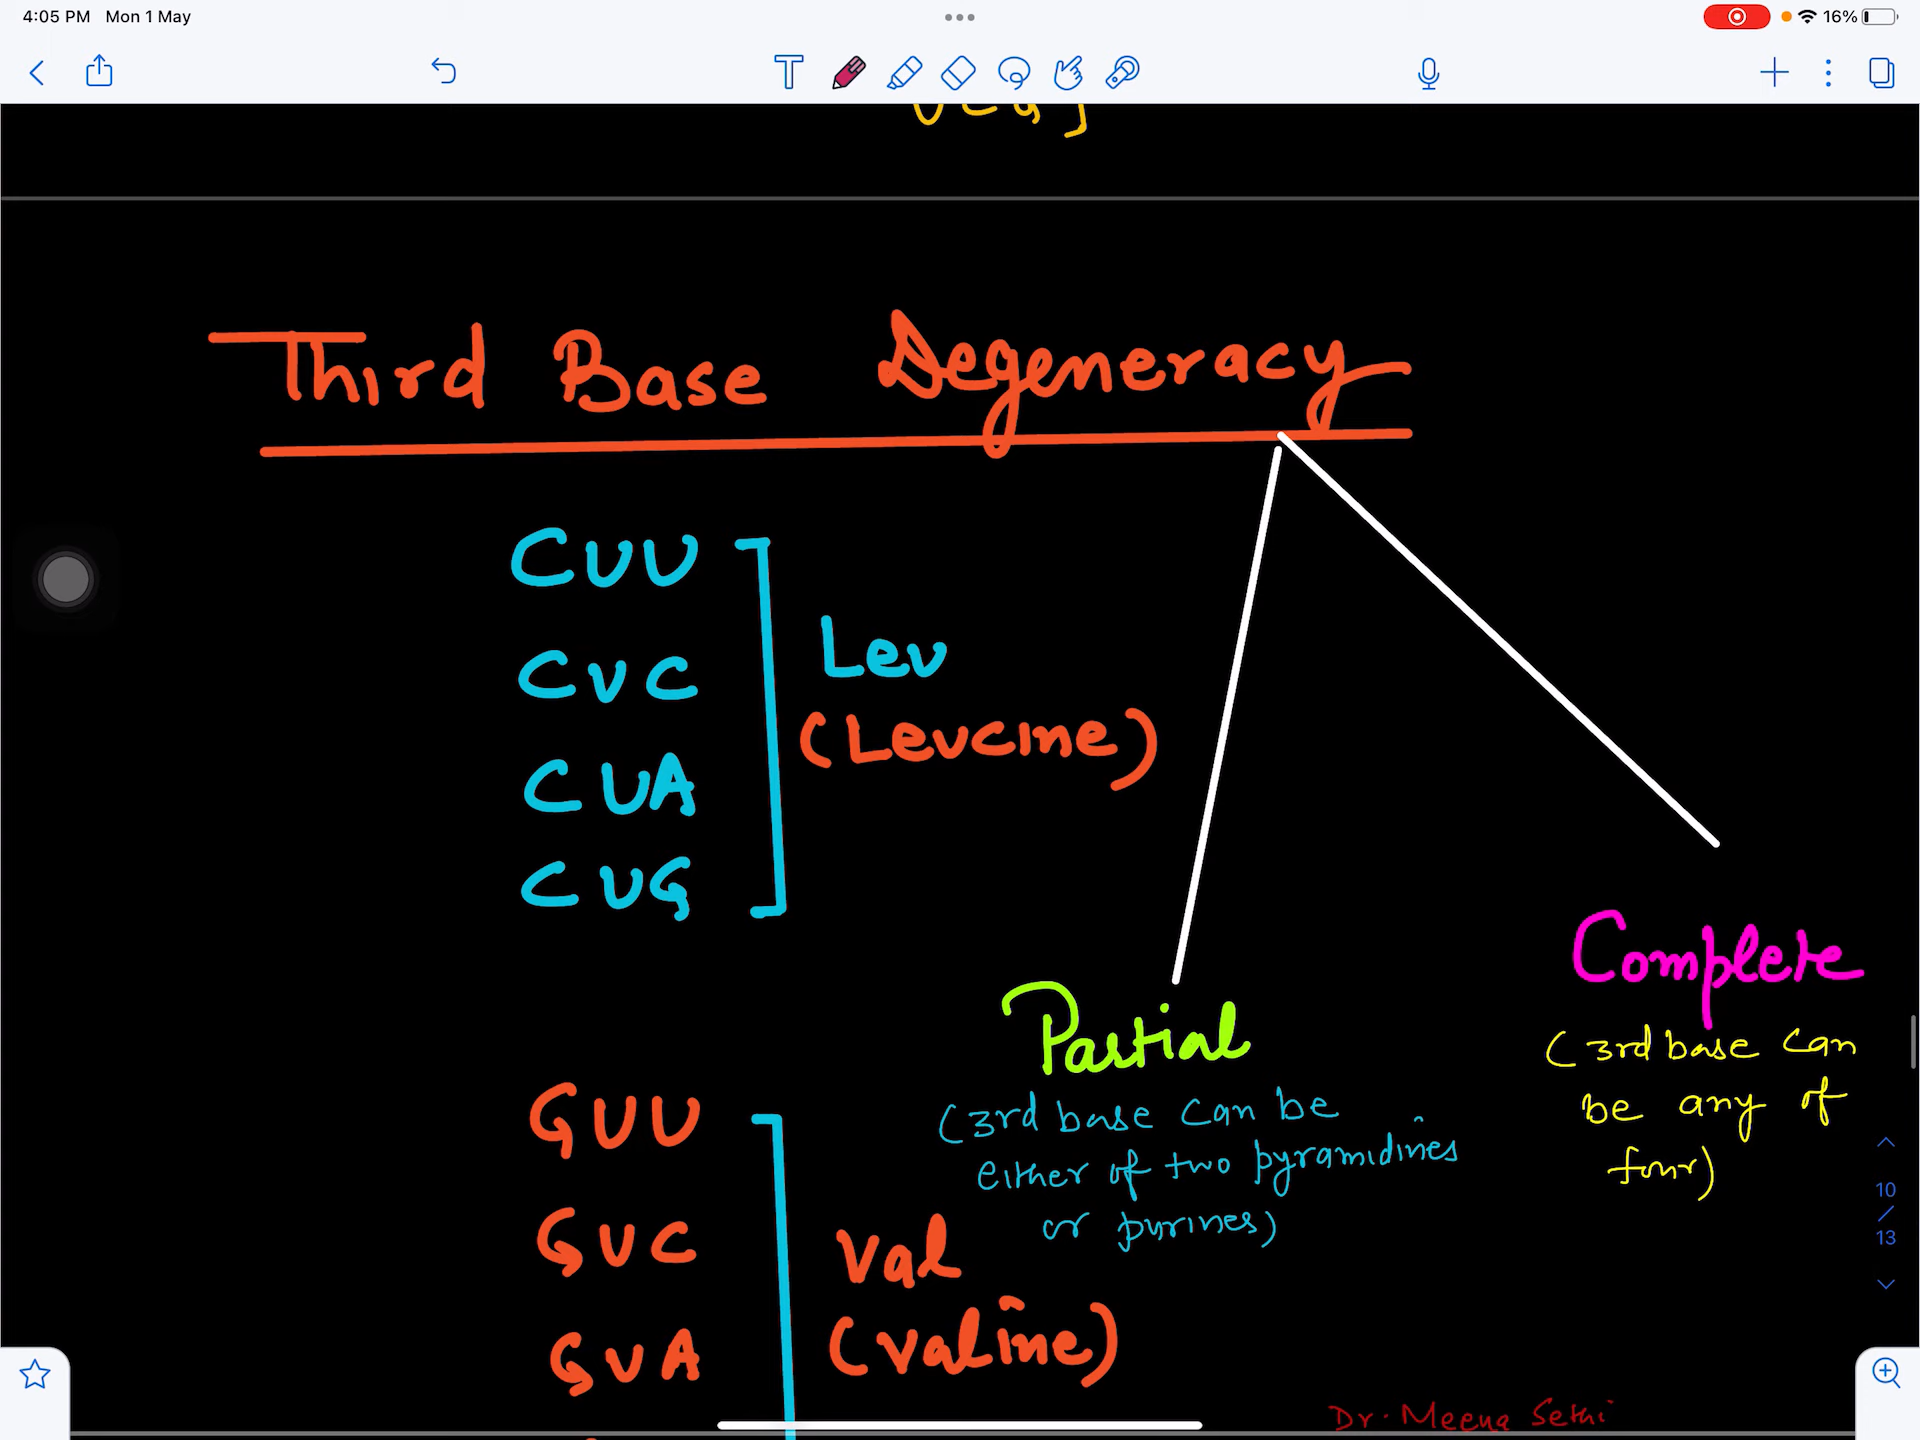 4:05 PM Mon 1 May
16%
T
Third Base Degeneracy
CUU
CUC
CUA
CUG
Leu
(Leucine)
Partial
(3rd base can be
either of two pyramidines
or purines)
Complete
(3rd base can
be any of
four)
GUU
GUC
GUA
Val
(Valine)
10
/
13
Dr. Meena Sethi